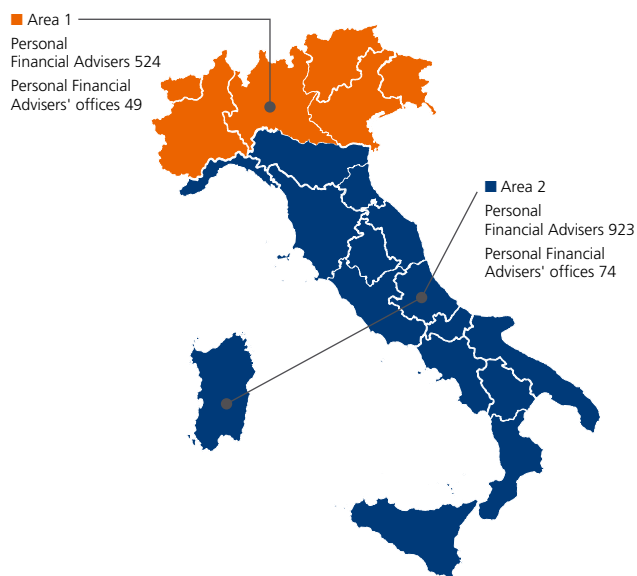 Area 1
Personal
Financial Advisers 524
Personal Financial
Advisers' offices 49
Area 2
Personal
Financial Advisers 923
Personal Financial
Advisers' offices 74